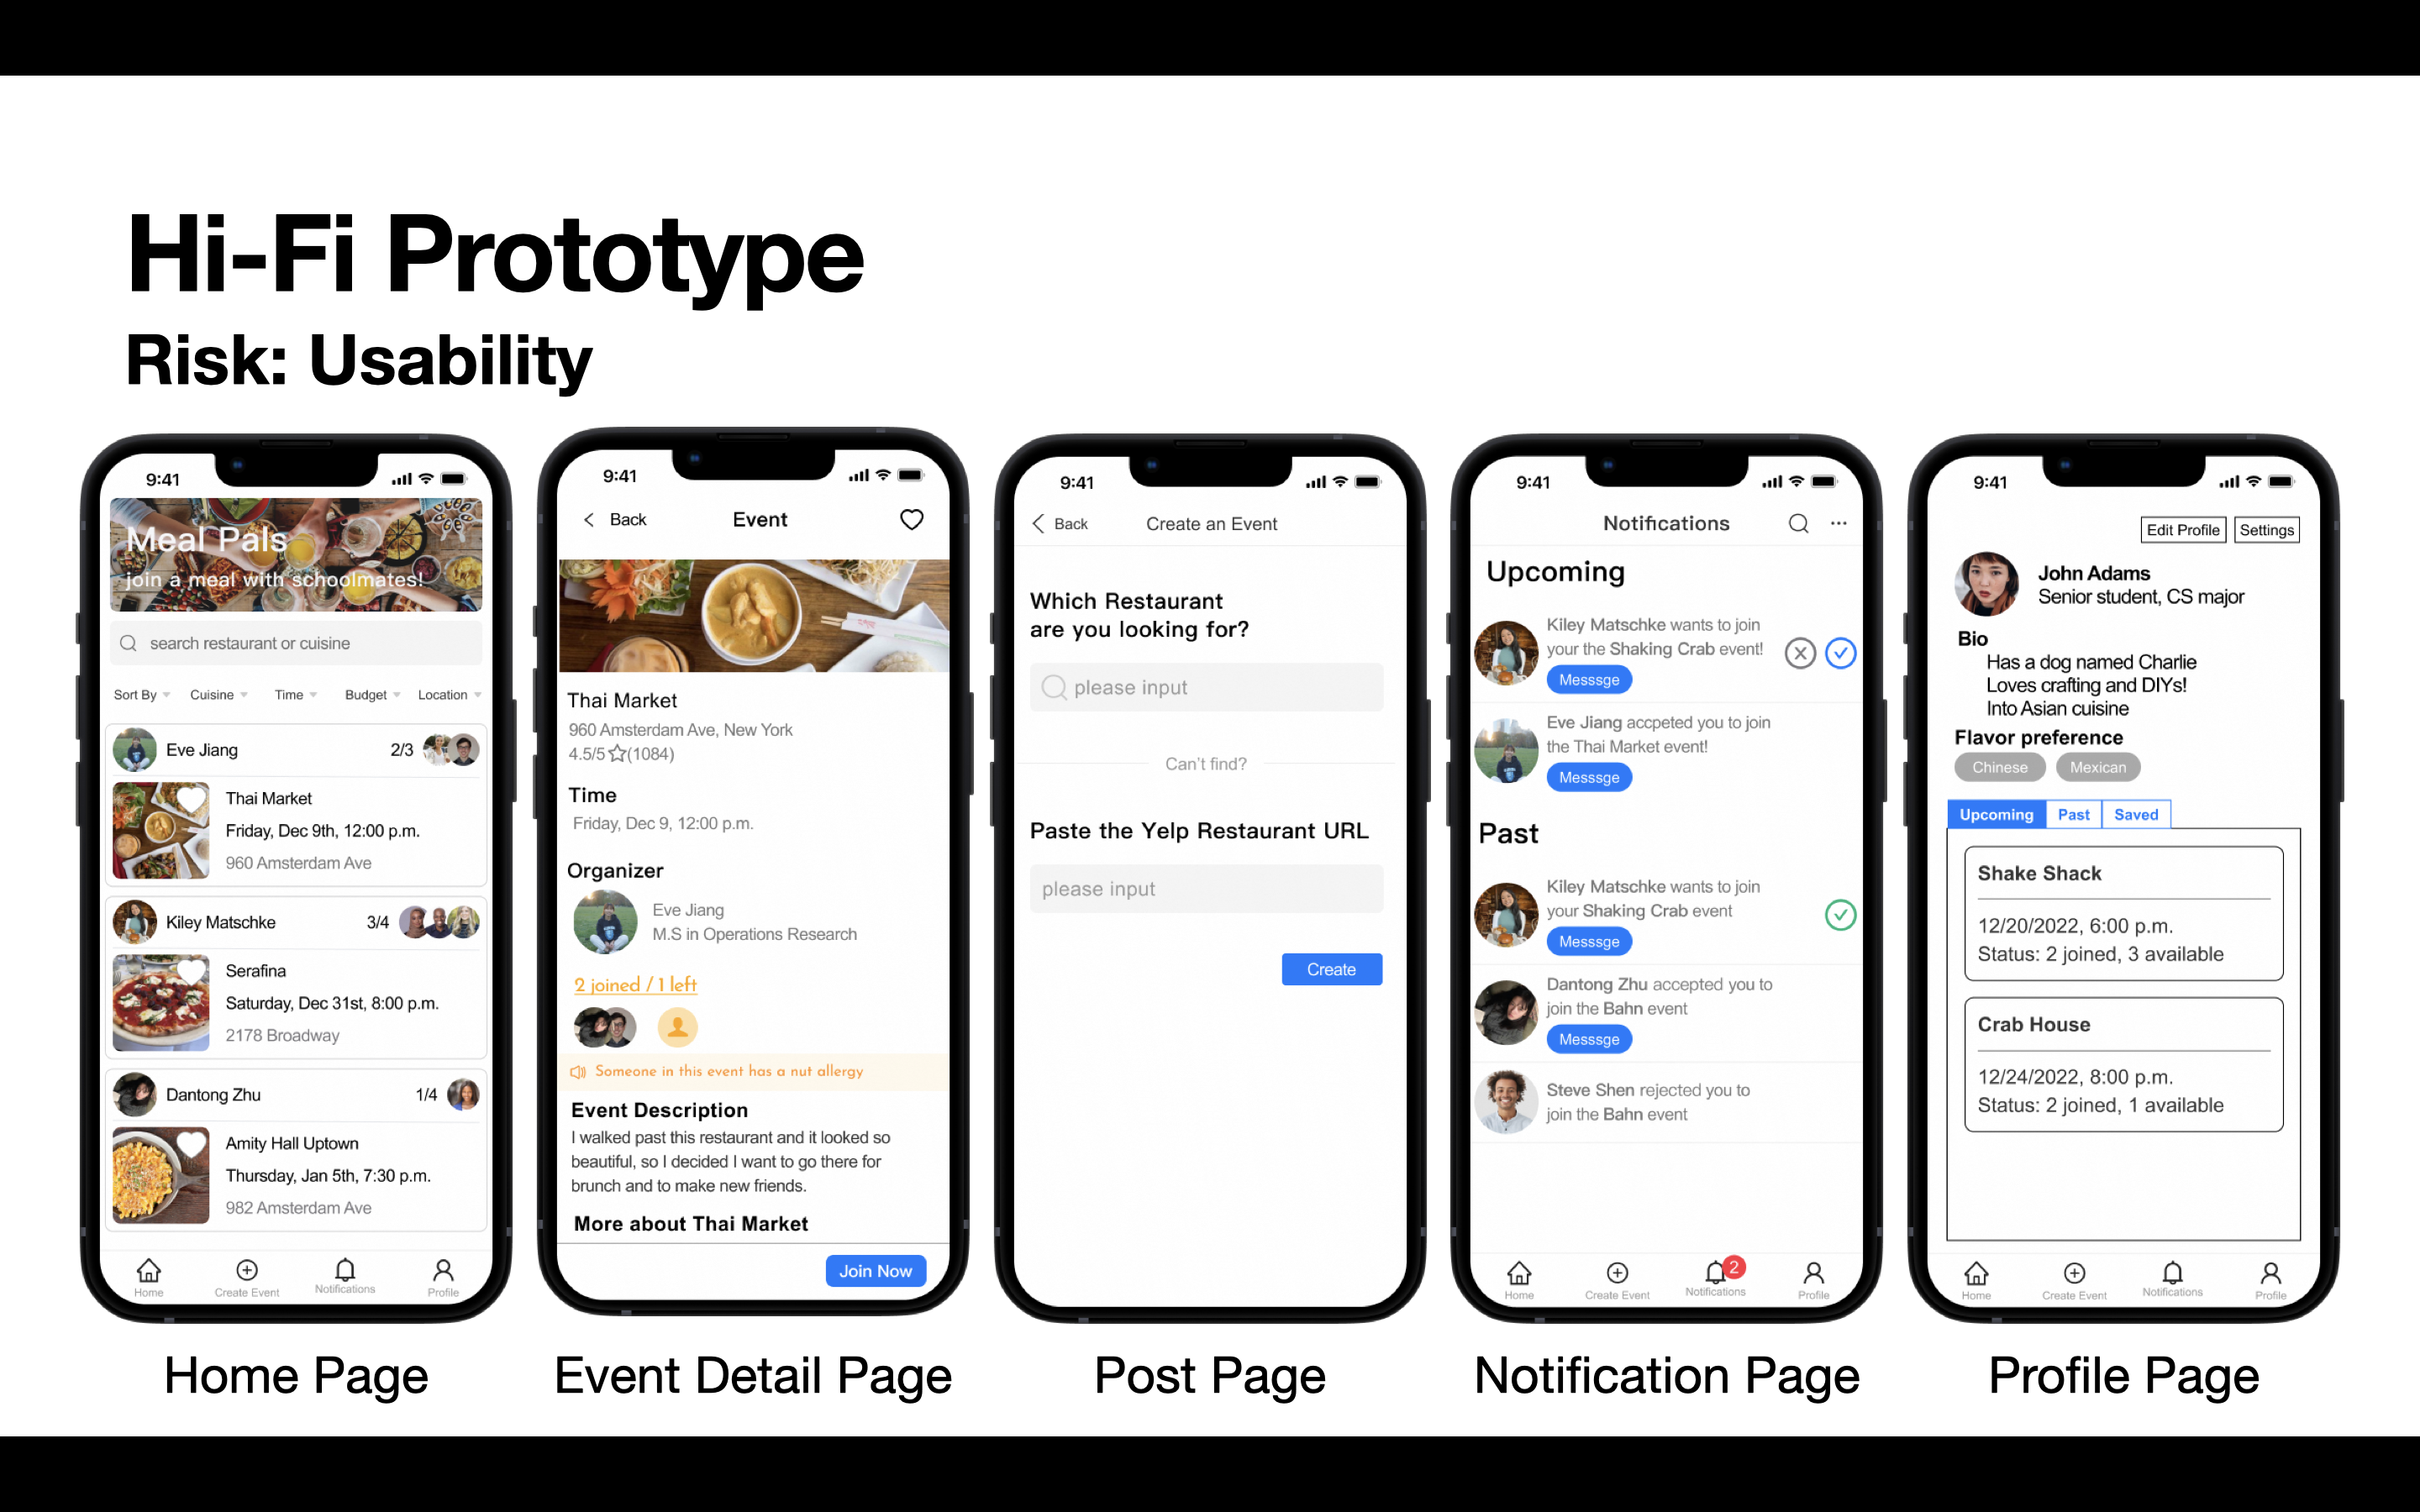 Hi-Fi Prototype
Risk: Usability
9:41
Meal Pals
join a meal with schoolmates!
search restaurant or cuisine
Sort By Cuisine Time Budget Location
Eve Jiang 2/3
Thai Market
Friday, Dec 9th, 12:00 p.m.
960 Amsterdam Ave
Kiley Matschke 3/4
Serafina
Saturday, Dec 31st, 8:00 p.m.
2178 Broadway
Dantong Zhu 1/4
Amity Hall Uptown
Thursday, Jan 5th, 7:30 p.m.
982 Amsterdam Ave
Home Create Event Notifications Profile
Home Page
9:41
Back Event
Thai Market
960 Amsterdam Ave, New York
4.5/5 (1084)
Time
Friday, Dec 9, 12:00 p.m.
Organizer
Eve Jiang
M.S in Operations Research
2 joined / 1 left
Someone in this event has a nut allergy
Event Description
I walked past this restaurant and it looked so
beautiful, so I decided I want to go there for
brunch and to make new friends.
More about Thai Market
Join Now
Event Detail Page
9:41
Back Create an Event
Which Restaurant
are you looking for?
please input
Can't find?
Paste the Yelp Restaurant URL
please input
Create
Post Page
9:41
Notifications
Upcoming
Kiley Matschke wants to join
your the Shaking Crab event!
Messsge
Eve Jiang accpeted you to join
the Thai Market event!
Messsge
Past
Kiley Matschke wants to join
your Shaking Crab event
Messsge
Dantong Zhu accepted you to
join the Bahn event
Messsge
Steve Shen rejected you to
join the Bahn event
2
Home Create Event Notifications Profile
Notification Page
9:41
Edit Profile Settings
John Adams
Senior student, CS major
Bio
Has a dog named Charlie
Loves crafting and DIYs!
Into Asian cuisine
Flavor preference
Chinese Mexican
Upcoming Past Saved
Shake Shack
12/20/2022, 6:00 p.m.
Status: 2 joined, 3 available
Crab House
12/24/2022, 8:00 p.m.
Status: 2 joined, 1 available
Home Create Event Notifications Profile
Profile Page